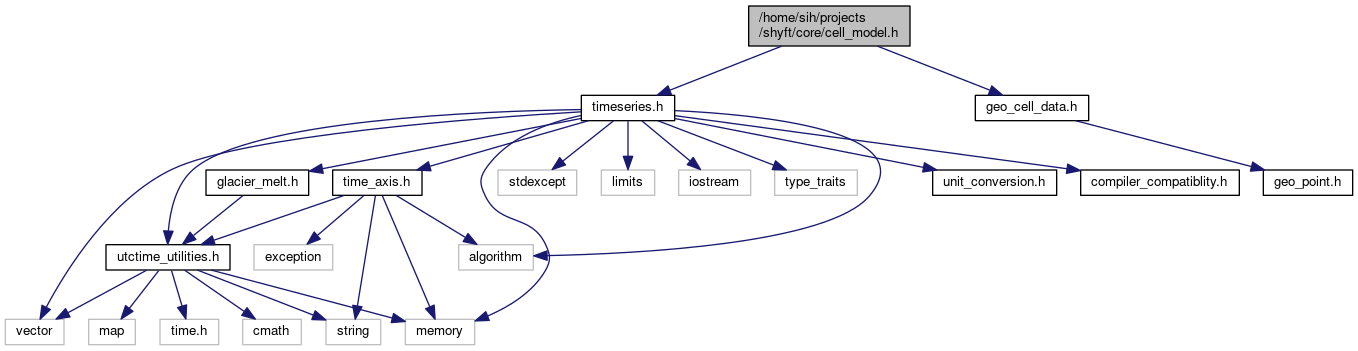 /home/sih/projects
/shyft/core/cell_model.h
timeseries.h
geo_cell_data.h
glacier_melt.h
time_axis.h
stdexcept
limits
iostream
type_traits
unit_conversion.h
compiler_compatiblity.h
geo_point.h
utctime_utilities.h
exception
algorithm
vector
map
time.h
cmath
string
memory